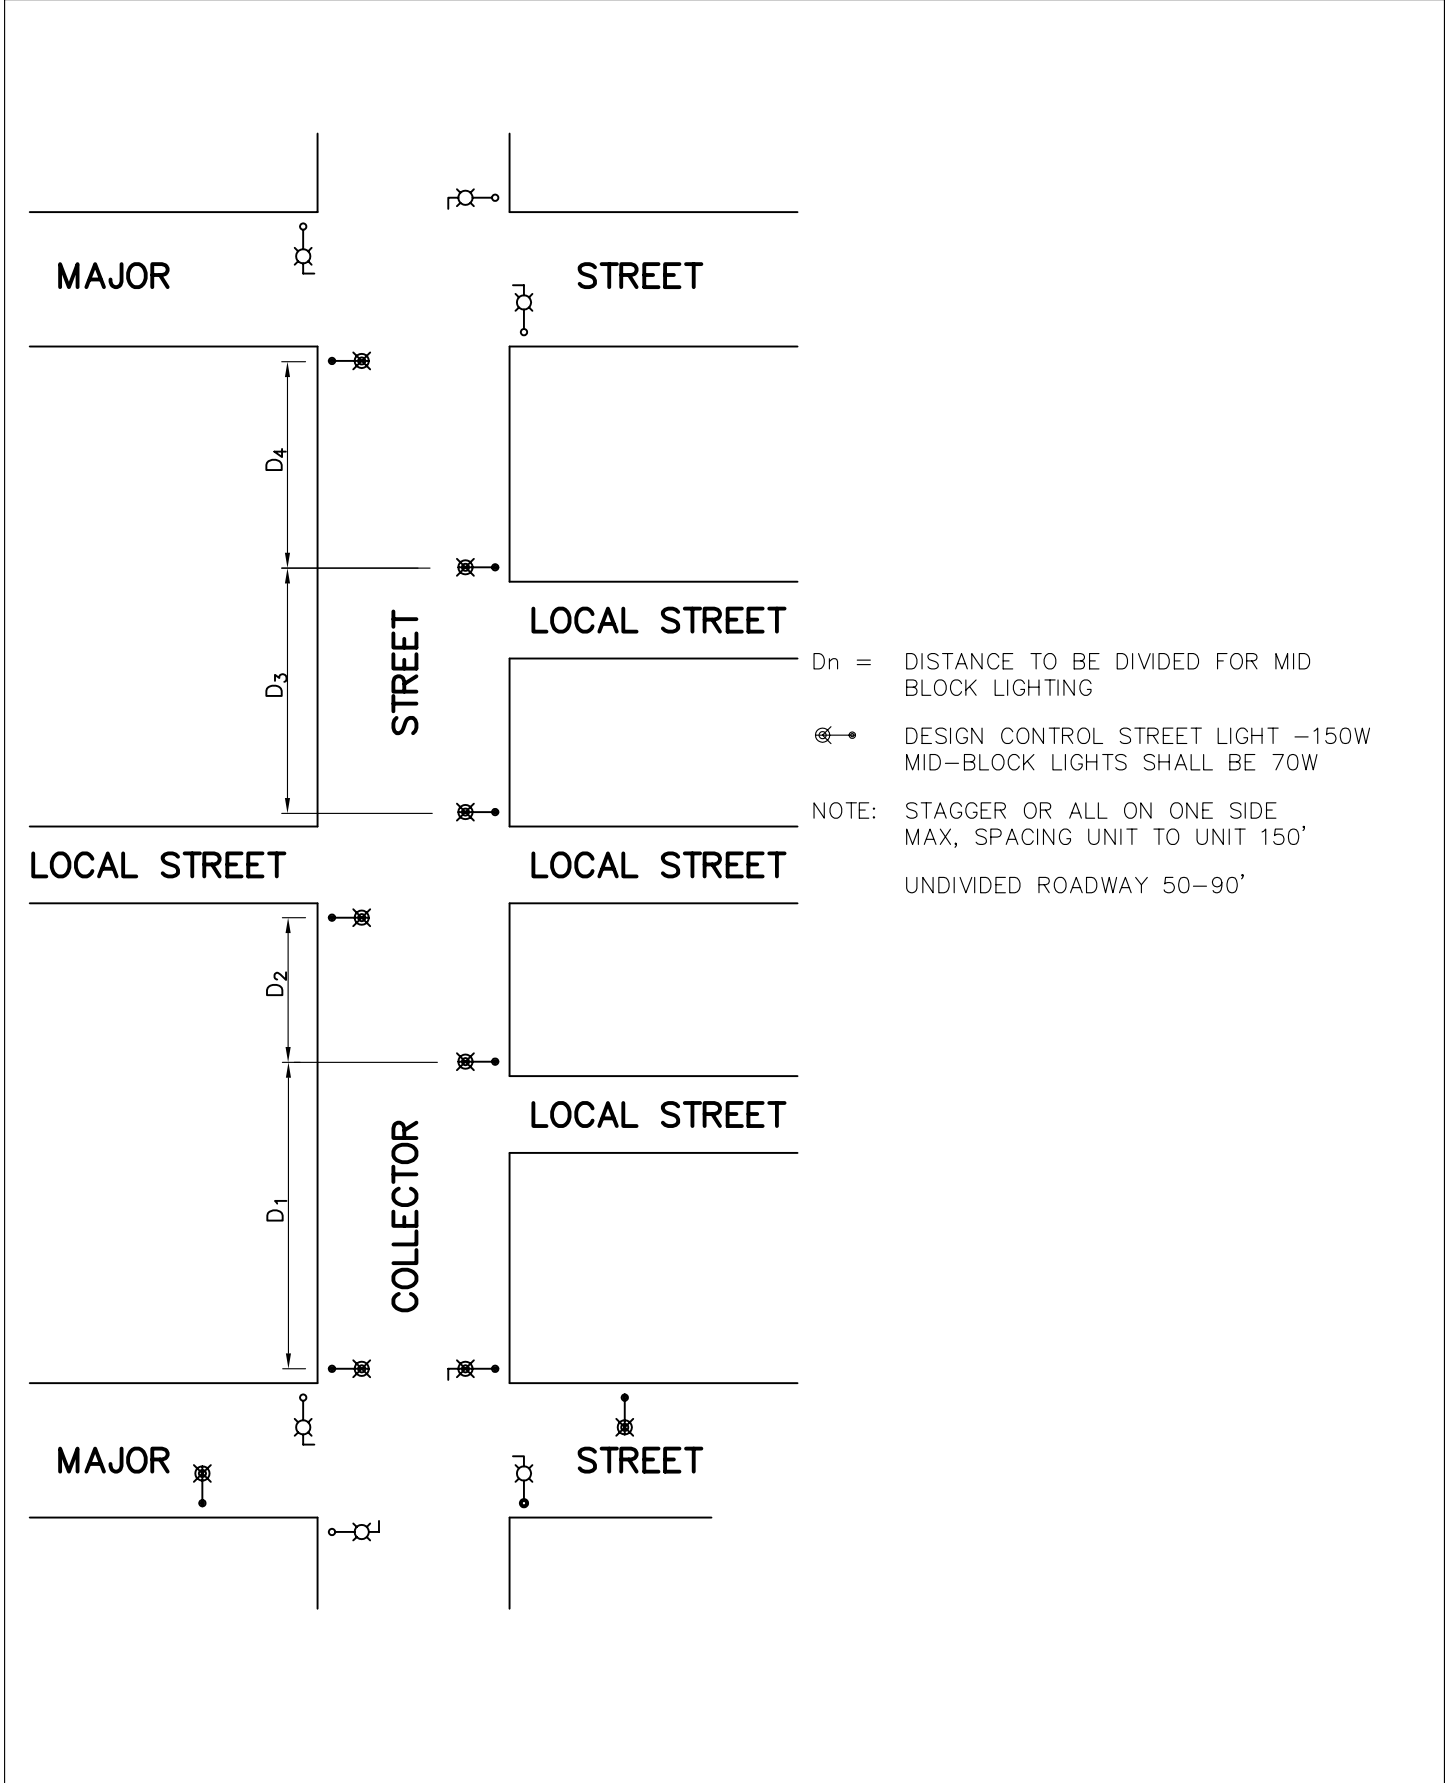 MAJOR STREET
D4
LOCAL STREET
STREET
D3
Dn = DISTANCE TO BE DIVIDED FOR MID
BLOCK LIGHTING
DESIGN CONTROL STREET LIGHT -150W
MID-BLOCK LIGHTS SHALL BE 70W
NOTE: STAGGER OR ALL ON ONE SIDE
MAX, SPACING UNIT TO UNIT 150'
UNDIVIDED ROADWAY 50-90'
LOCAL STREET
LOCAL STREET
D2
LOCAL STREET
COLLECTOR
D1
MAJOR STREET